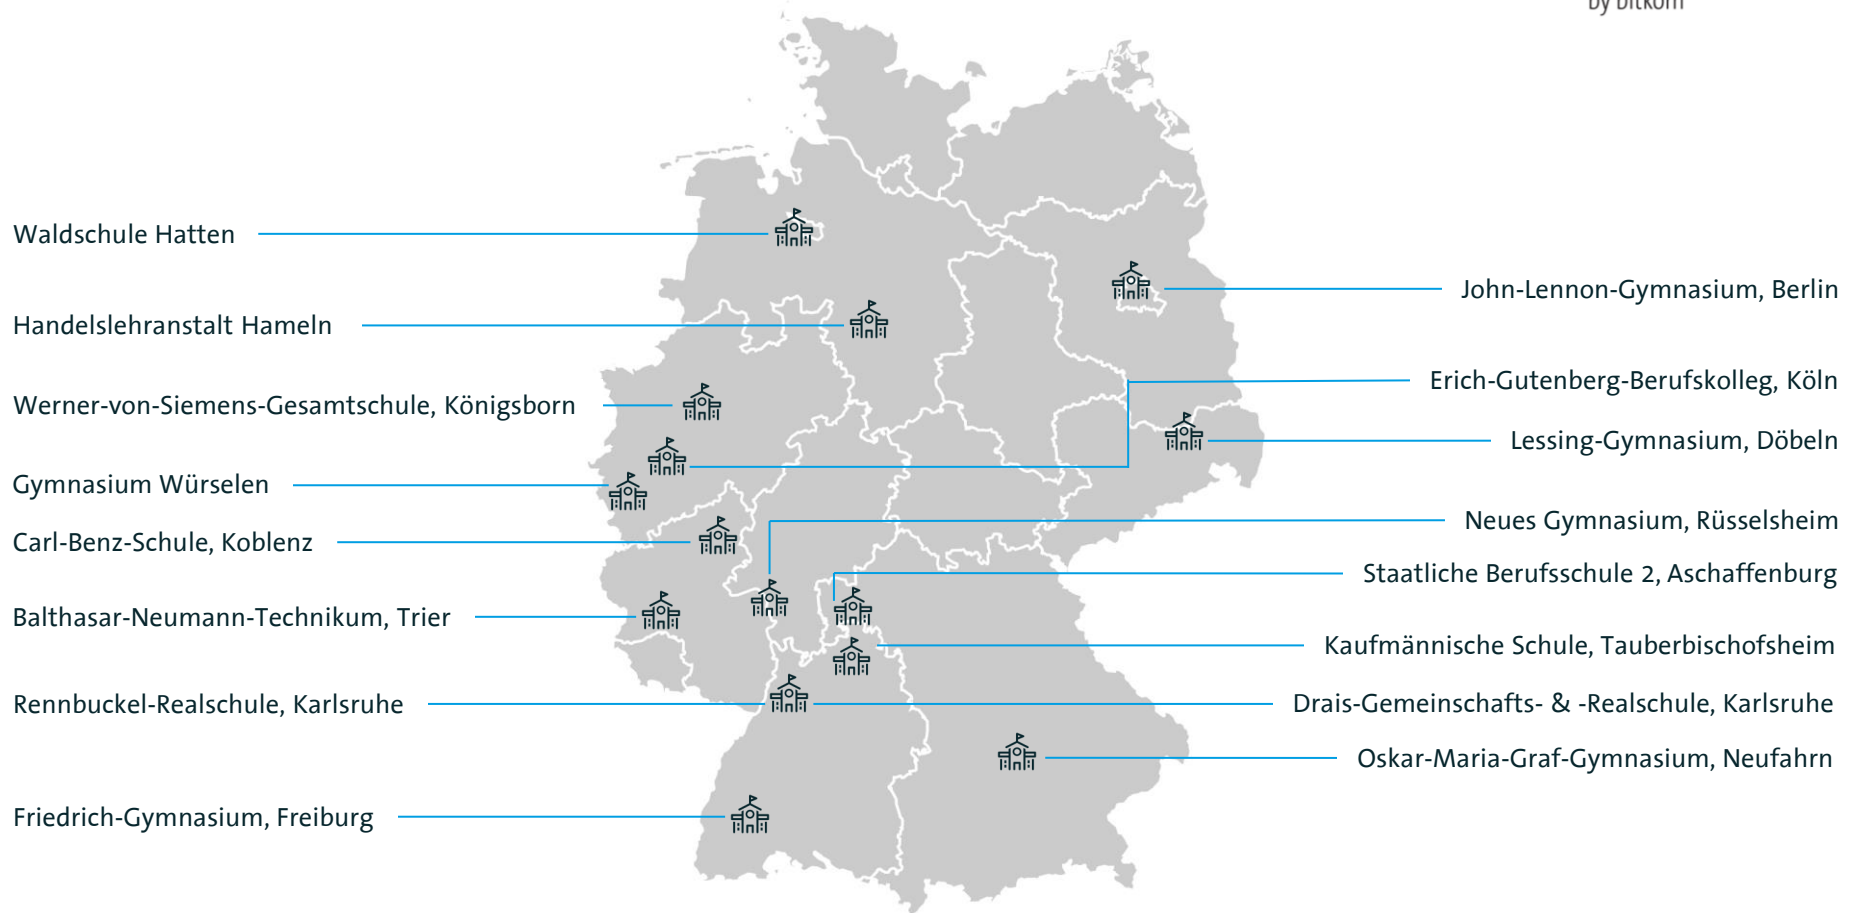 by bitkom
Waldschule Hatten
Handelslehranstalt Hameln
Werner-von-Siemens-Gesamtschule, Königsborn
Gymnasium Würselen
Carl-Benz-Schule, Koblenz
Balthasar-Neumann-Technikum, Trier
Rennbuckel-Realschule, Karlsruhe
Friedrich-Gymnasium, Freiburg
John-Lennon-Gymnasium, Berlin
Erich-Gutenberg-Berufskolleg, Köln
Lessing-Gymnasium, Döbeln
Neues Gymnasium, Rüsselsheim
Staatliche Berufsschule 2, Aschaffenburg
Kaufmännische Schule, Tauberbischofsheim
Drais-Gemeinschafts- & -Realschule, Karlsruhe
Oskar-Maria-Graf-Gymnasium, Neufahrn